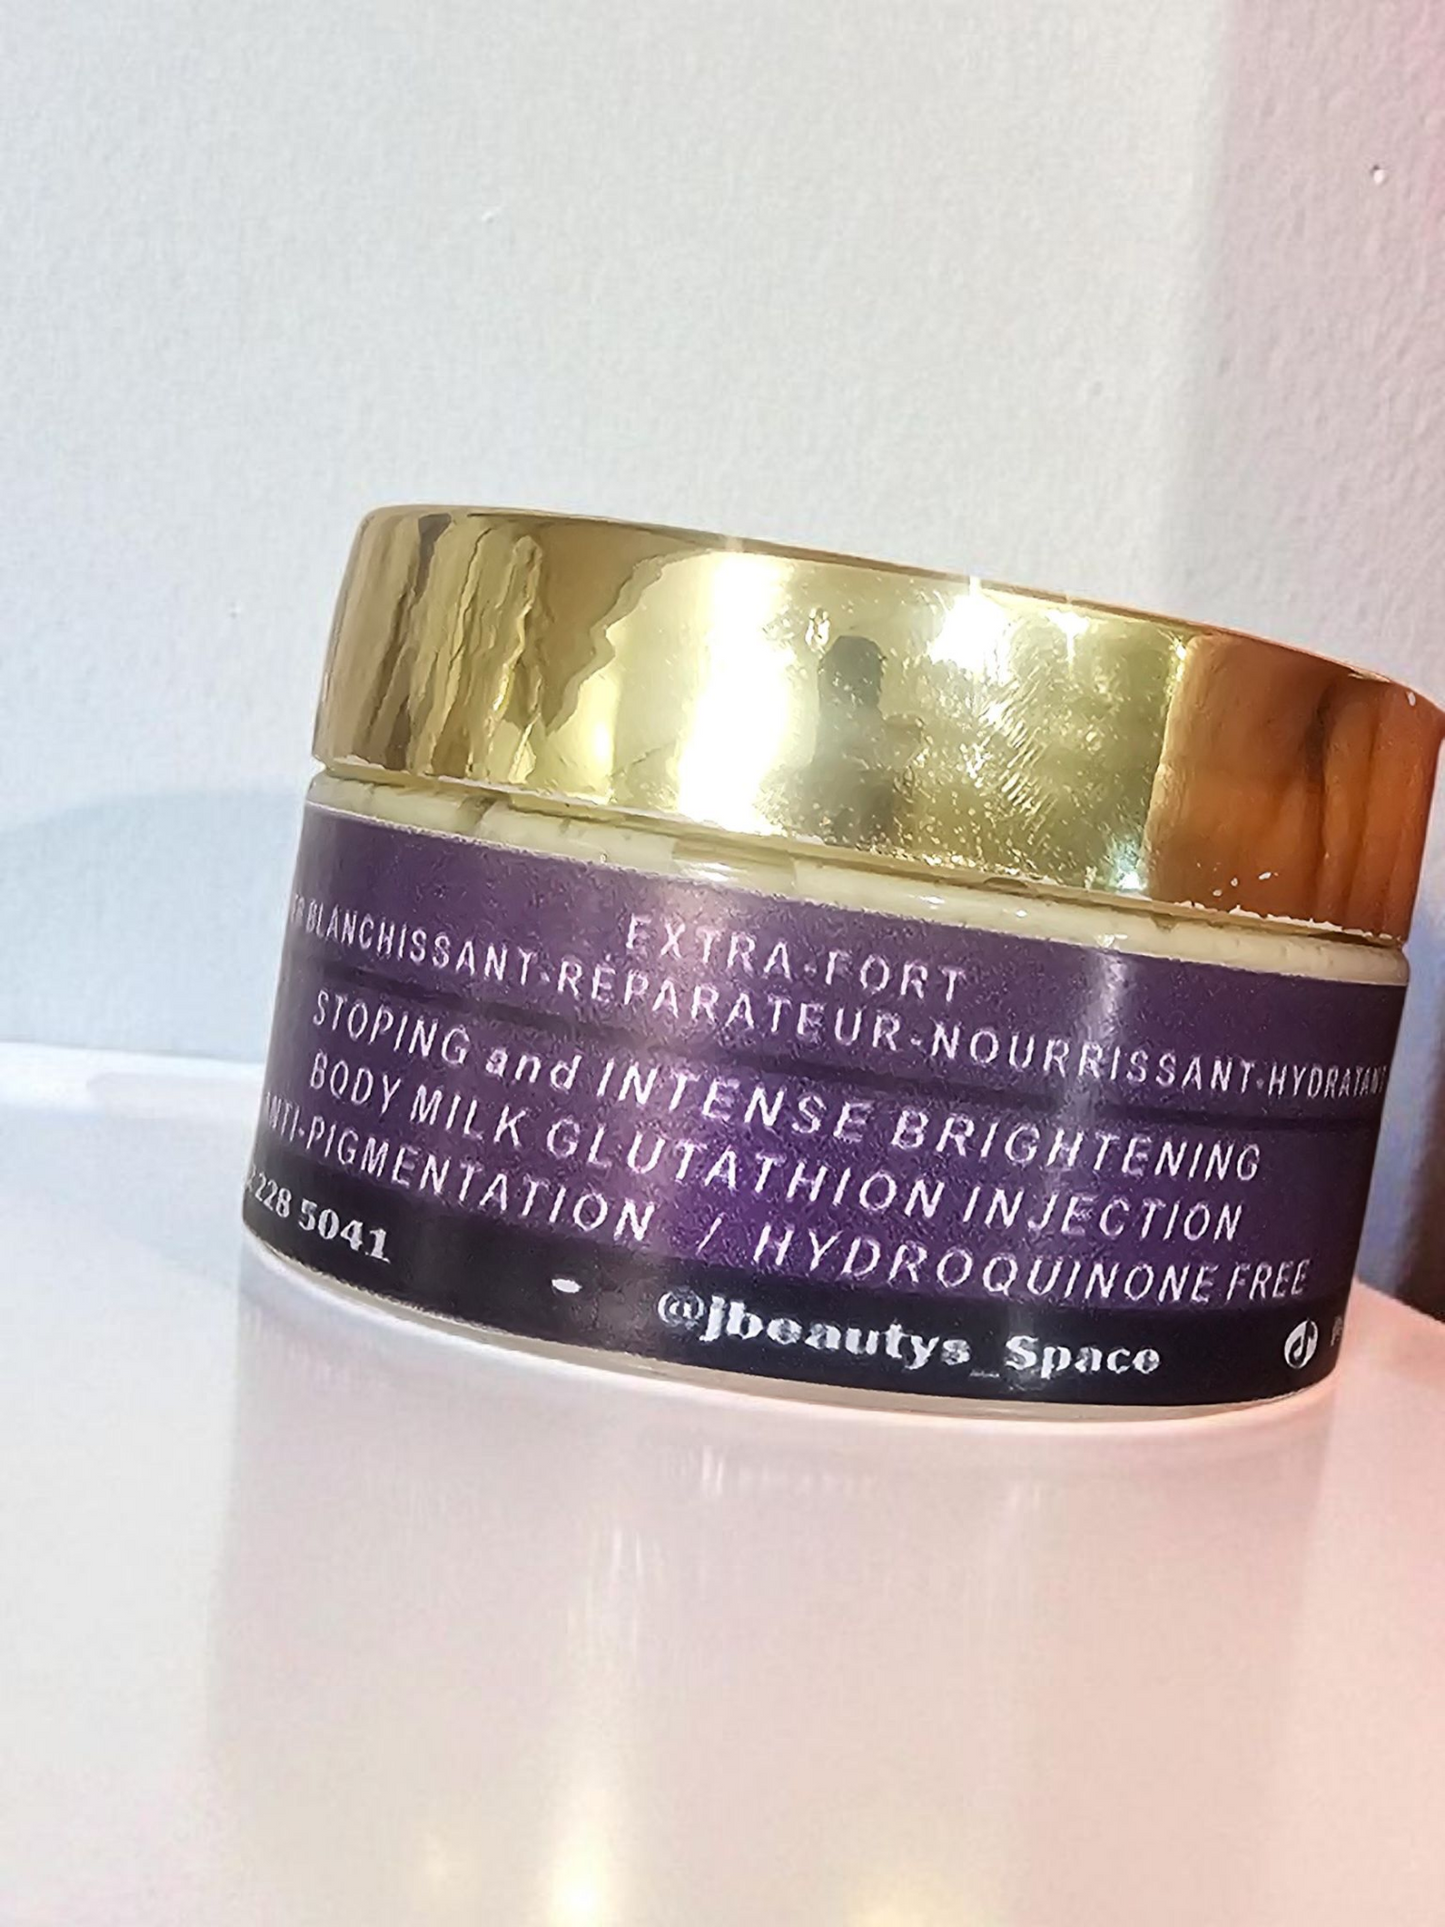 EXTRA-FORT
BLANCHISSANT-RÉPARATEUR-NOURRISSANT-HYDRATANT
STOPING and INTENSE BRIGHTENING
BODY MILK GLUTATHION INJECTION
ANTI-PIGMENTATION / HYDROQUINONE FREE
228 5041 - @jbeautys_Space